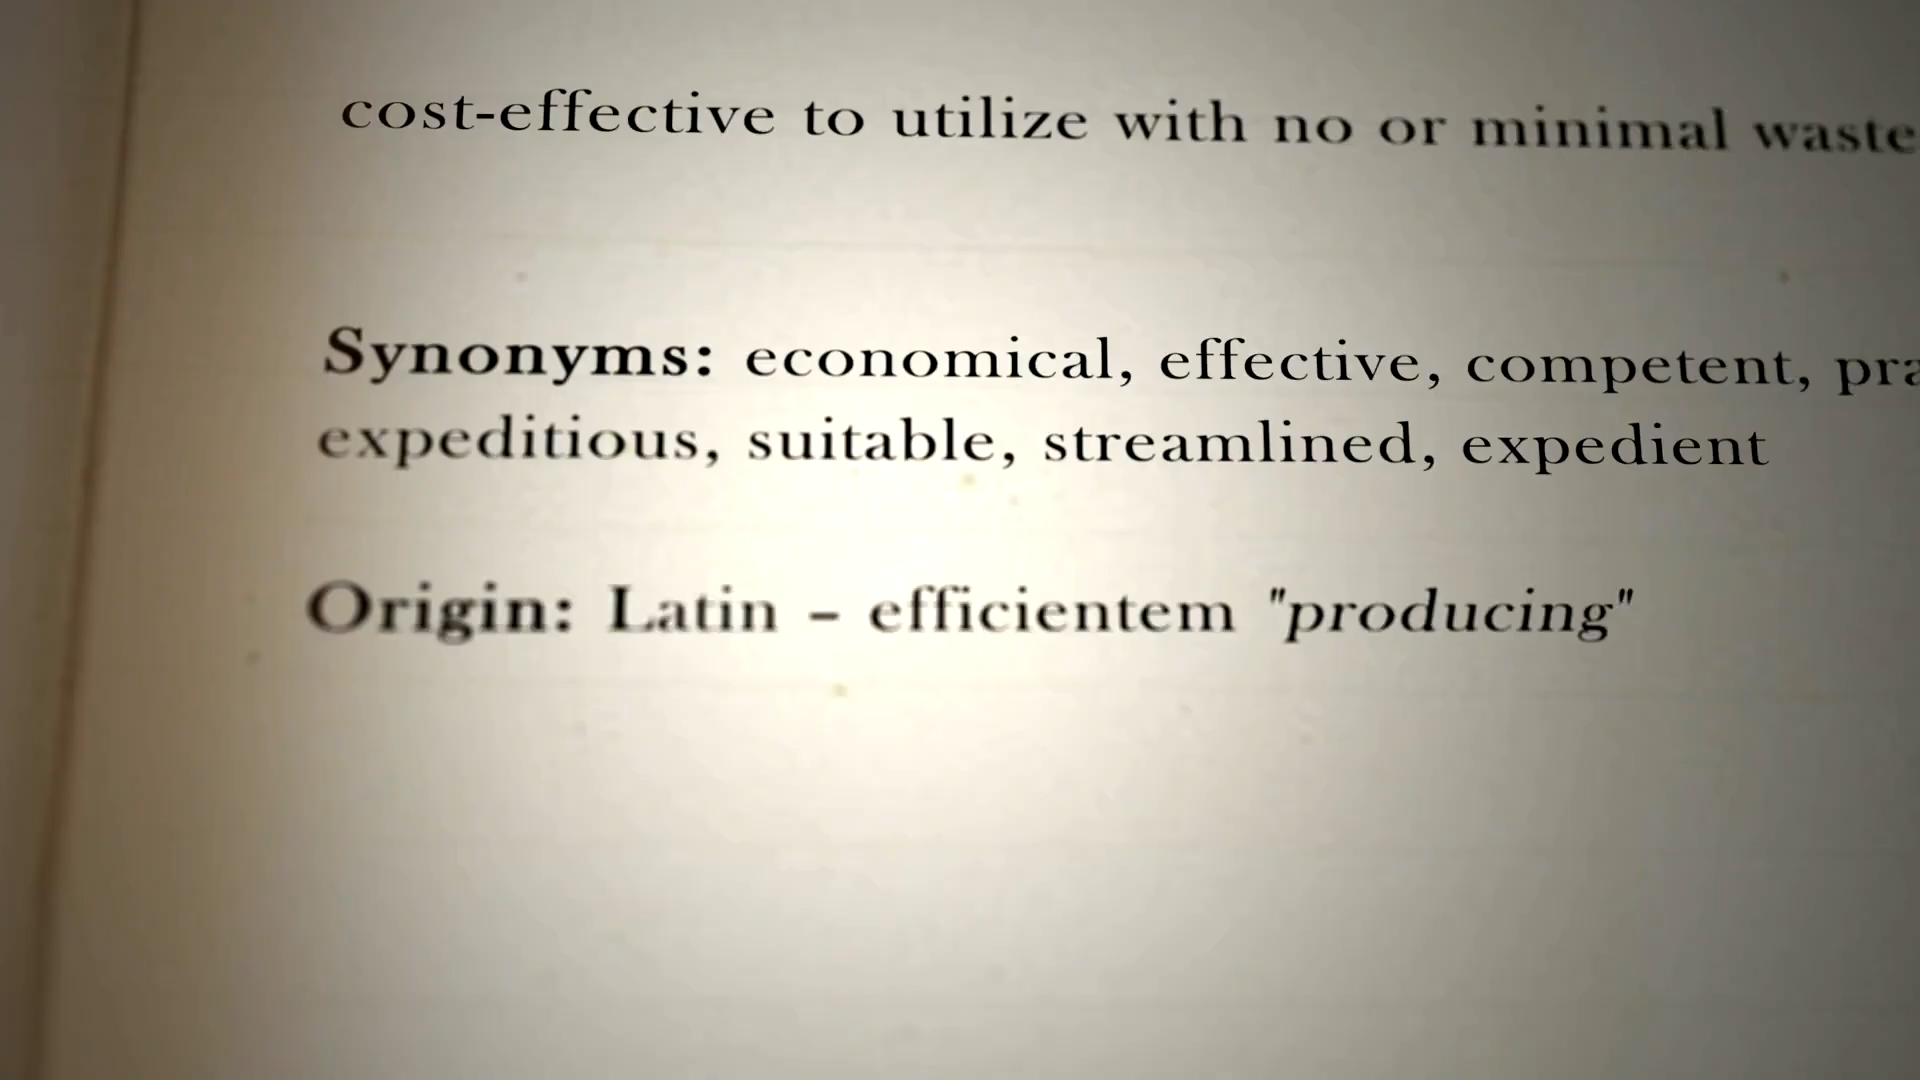 cost-effective to utilize with no or minimal waste
Synonyms: economical, effective, competent,
expeditious, suitable, streamlined, expedient
Origin: Latin - efficientem "producing"